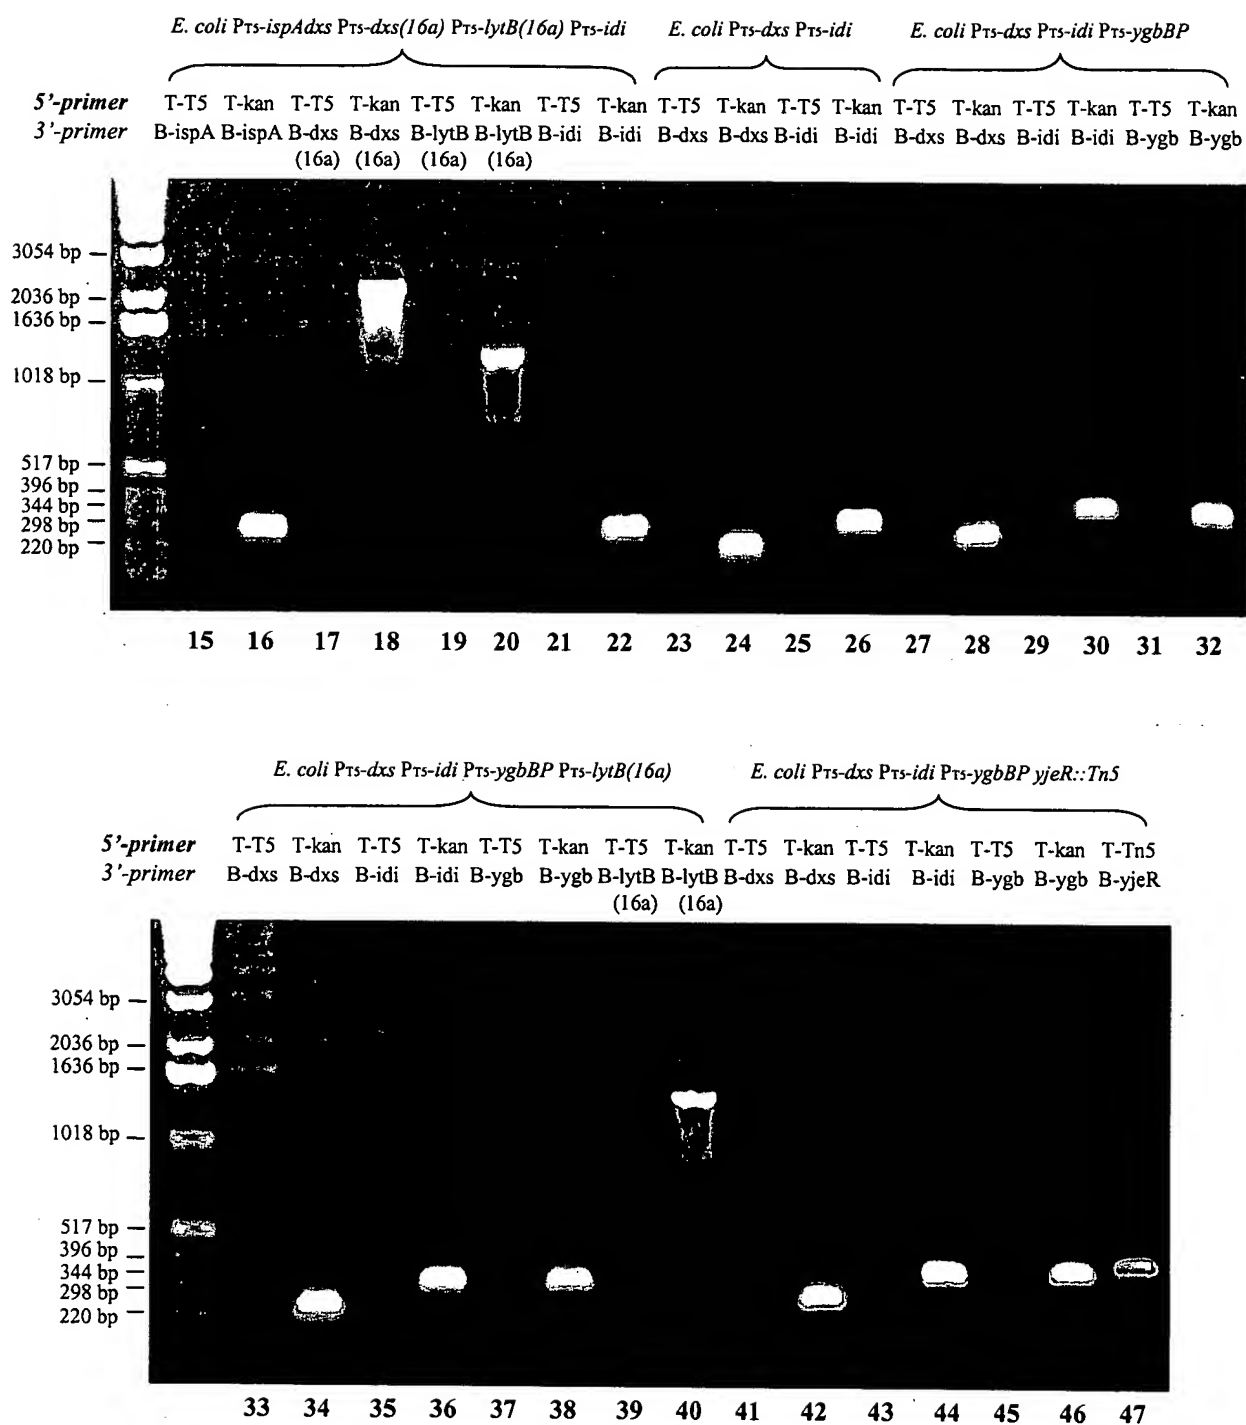 E. coli PT5-ispAdxs PT5-dxs(16a) PT5-lytB(16a) PT5-idi E. coli PT5-dxs PT5-idi E. coli PT5-dxs PT5-idi PT5-ygbBP
5'-primer T-T5 T-kan T-T5 T-kan T-T5 T-kan T-T5 T-kan T-T5 T-kan T-T5 T-kan T-T5 T-kan T-T5 T-kan T-T5 T-kan
3'-primer B-ispA B-ispA B-dxs B-dxs B-lytB B-lytB B-idi B-idi B-dxs B-dxs B-idi B-idi B-dxs B-dxs B-idi B-idi B-ygb B-ygb
(16a) (16a) (16a) (16a)
3054 bp
2036 bp
1636 bp
1018 bp
517 bp
396 bp
344 bp
298 bp
220 bp
15 16 17 18 19 20 21 22 23 24 25 26 27 28 29 30 31 32
E. coli PT5-dxs PT5-idi PT5-ygbBP PT5-lytB(16a) E. coli PT5-dxs PT5-idi PT5-ygbBP yjeR::Tn5
5'-primer T-T5 T-kan T-T5 T-kan T-T5 T-kan T-T5 T-kan T-T5 T-kan T-T5 T-kan T-T5 T-kan T-Tn5
3'-primer B-dxs B-dxs B-idi B-idi B-ygb B-ygb B-lytB B-lytB B-dxs B-dxs B-idi B-idi B-ygb B-ygb B-yjeR
(16a) (16a)
3054 bp
2036 bp
1636 bp
1018 bp
517 bp
396 bp
344 bp
298 bp
220 bp
33 34 35 36 37 38 39 40 41 42 43 44 45 46 47